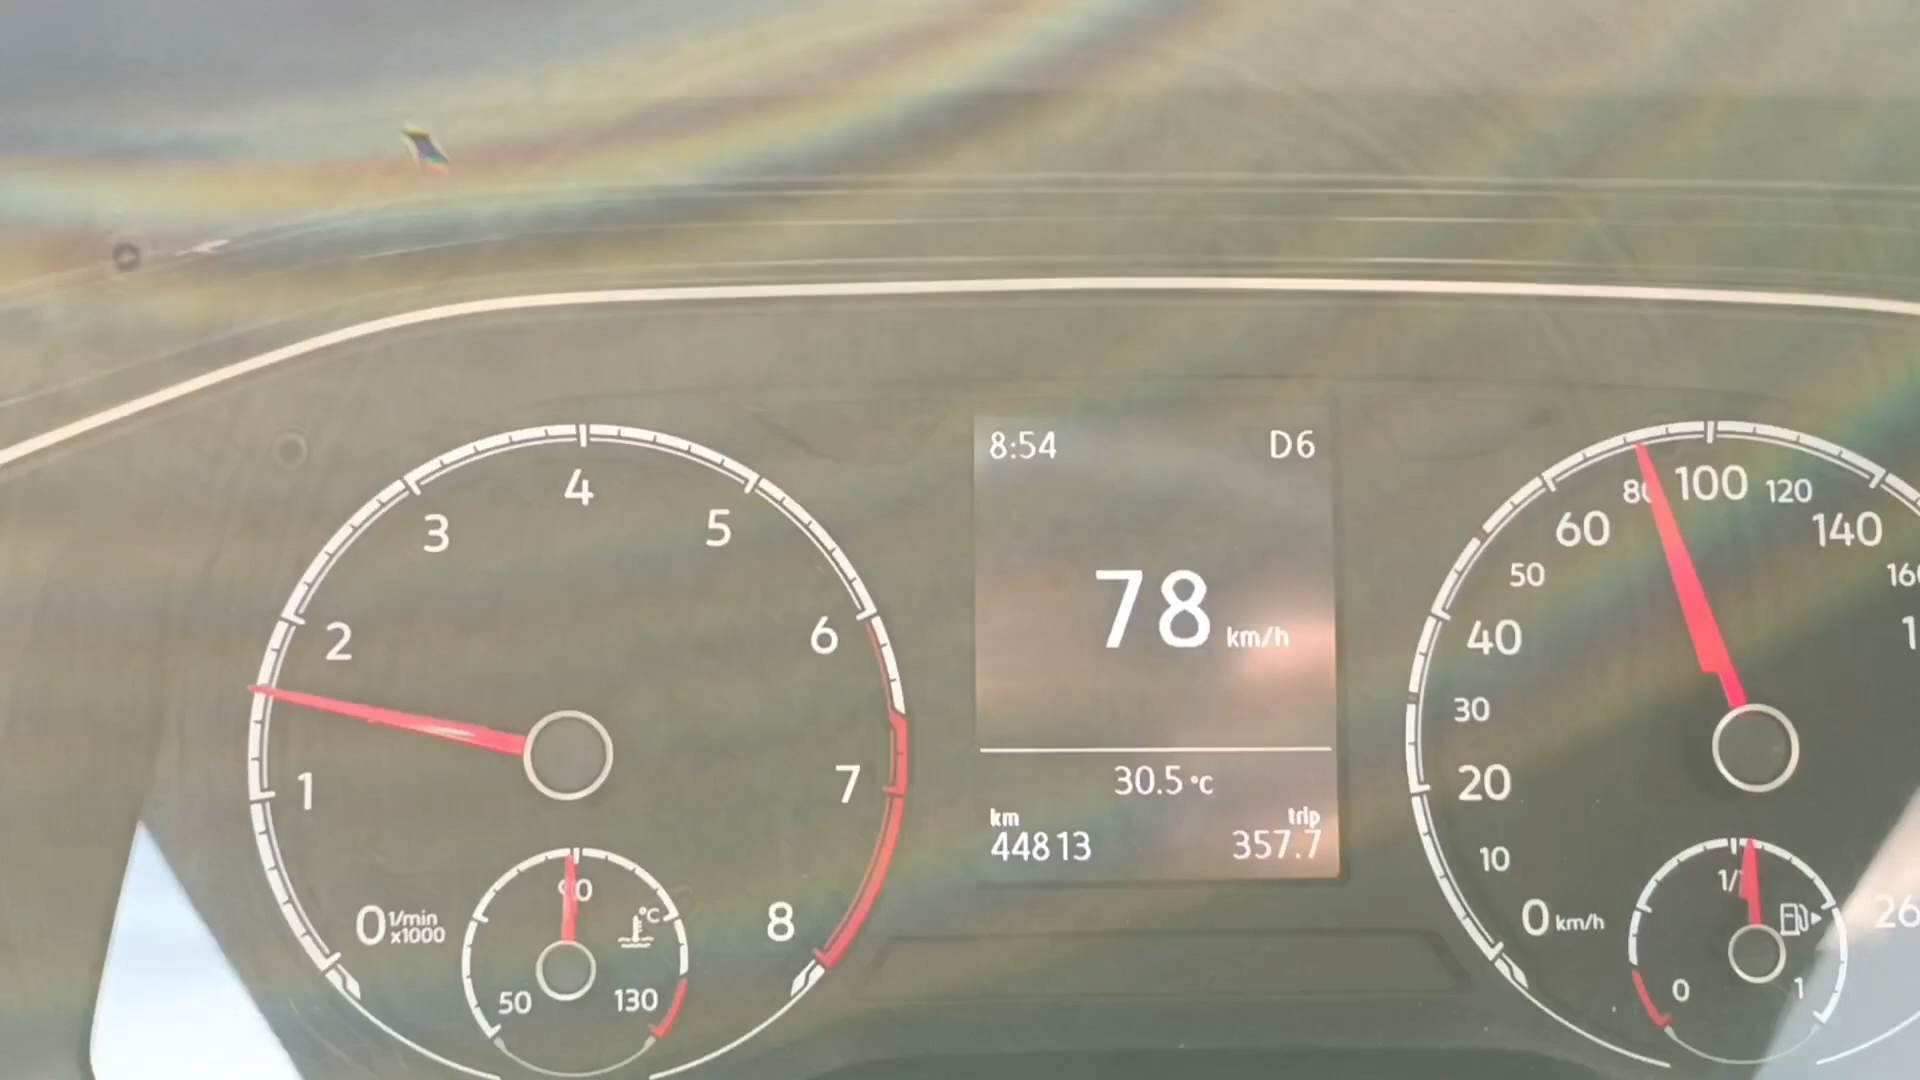 8:54 D6
78 km/h
30.5 °C
km trip
44813 357.7
4
3 5
2 6
1 7
0 1/min x1000 8
90
°C
50 130
80 100 120
60 140
50
40
30
20
10
0 km/h
1/
0 1